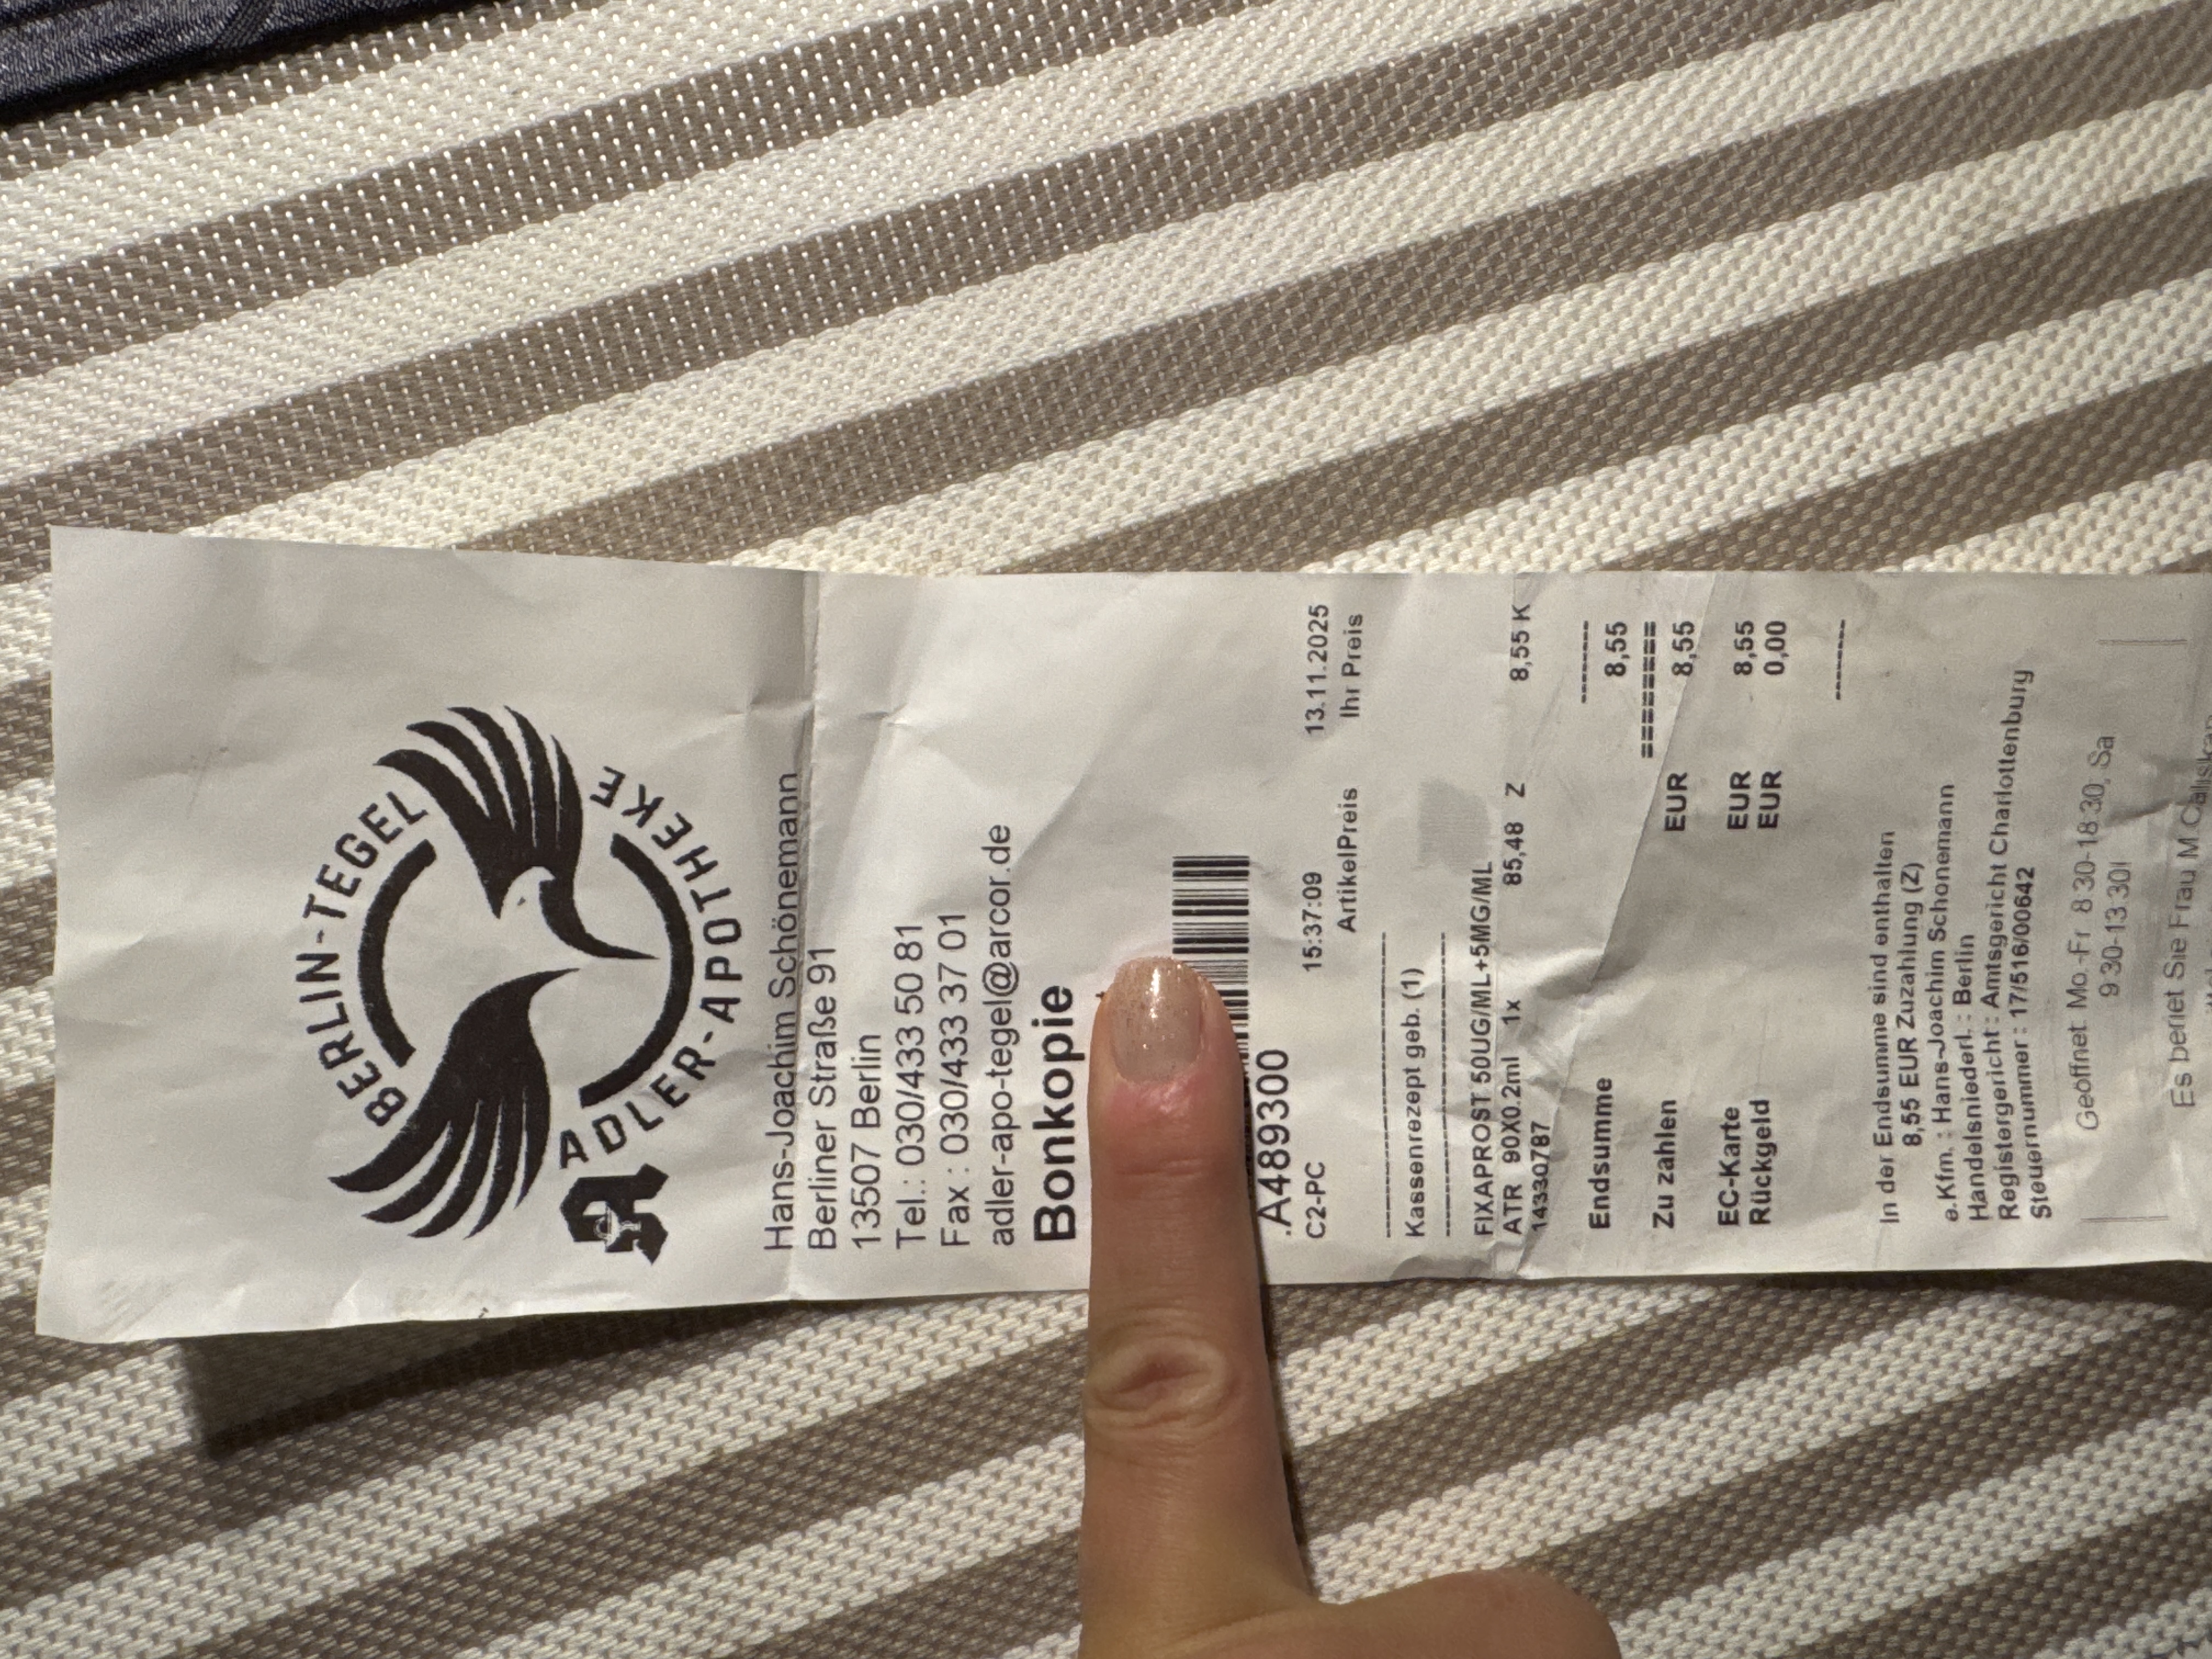 BERLIN-TEGEL
ADLER-APOTHEKE
Hans-Joachim Schönemann
Berliner Straße 91
13507 Berlin
Tel.: 030/433 50 81
Fax : 030/433 37 01
adler-apo-tegel@arcor.de
Bonkopie
.A489300
C2-PC 15:37:09 13.11.2025
ArtikelPreis Ihr Preis
Kassenrezept geb. (1)
FIXAPROST 50UG/ML+5MG/ML
ATR 90X0.2ml 1x 85,48 Z 8,55 K
14330787
Endsumme 8,55
Zu zahlen EUR 8,55
EC-Karte EUR 8,55
Rückgeld EUR 0,00
In der Endsumme sind enthalten
8,55 EUR Zuzahlung (Z)
e.Kfm. : Hans-Joachim Schonemann
Handelsniederl. : Berlin
Registergericht : Amtsgericht Charlottenburg
Steuernummer : 17/516/00642
Geöffnet Mo.-Fr 8 30-18 30, Sa
9 30-13.30
Es beriet Sie Frau M